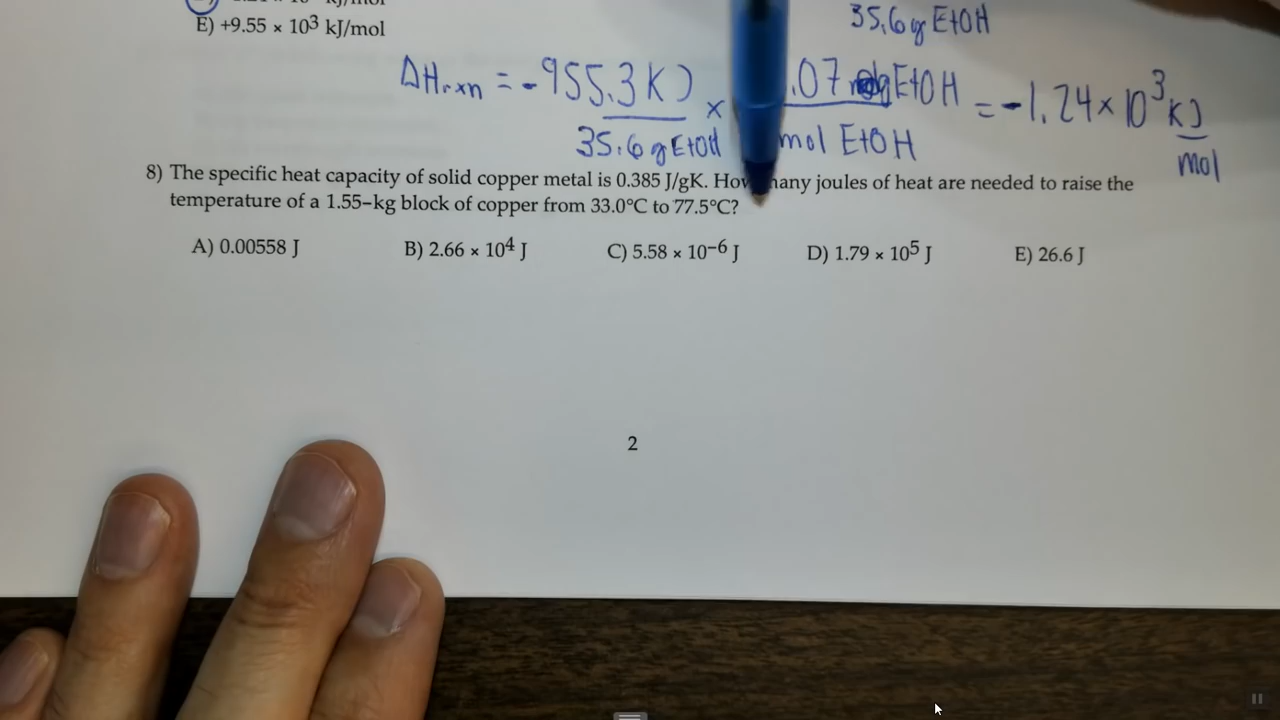 E) +9.55 × 10³ kJ/mol
35.6g EtOH
ΔHrxn = -955.3 KJ × .07 g EtOH = -1.24 × 10³ KJ
35.6g EtOH mol EtOH mol
8) The specific heat capacity of solid copper metal is 0.385 J/gK. How many joules of heat are needed to raise the
temperature of a 1.55–kg block of copper from 33.0°C to 77.5°C?
A) 0.00558 J B) 2.66 × 10⁴ J C) 5.58 × 10⁻⁶ J D) 1.79 × 10⁵ J E) 26.6 J
2